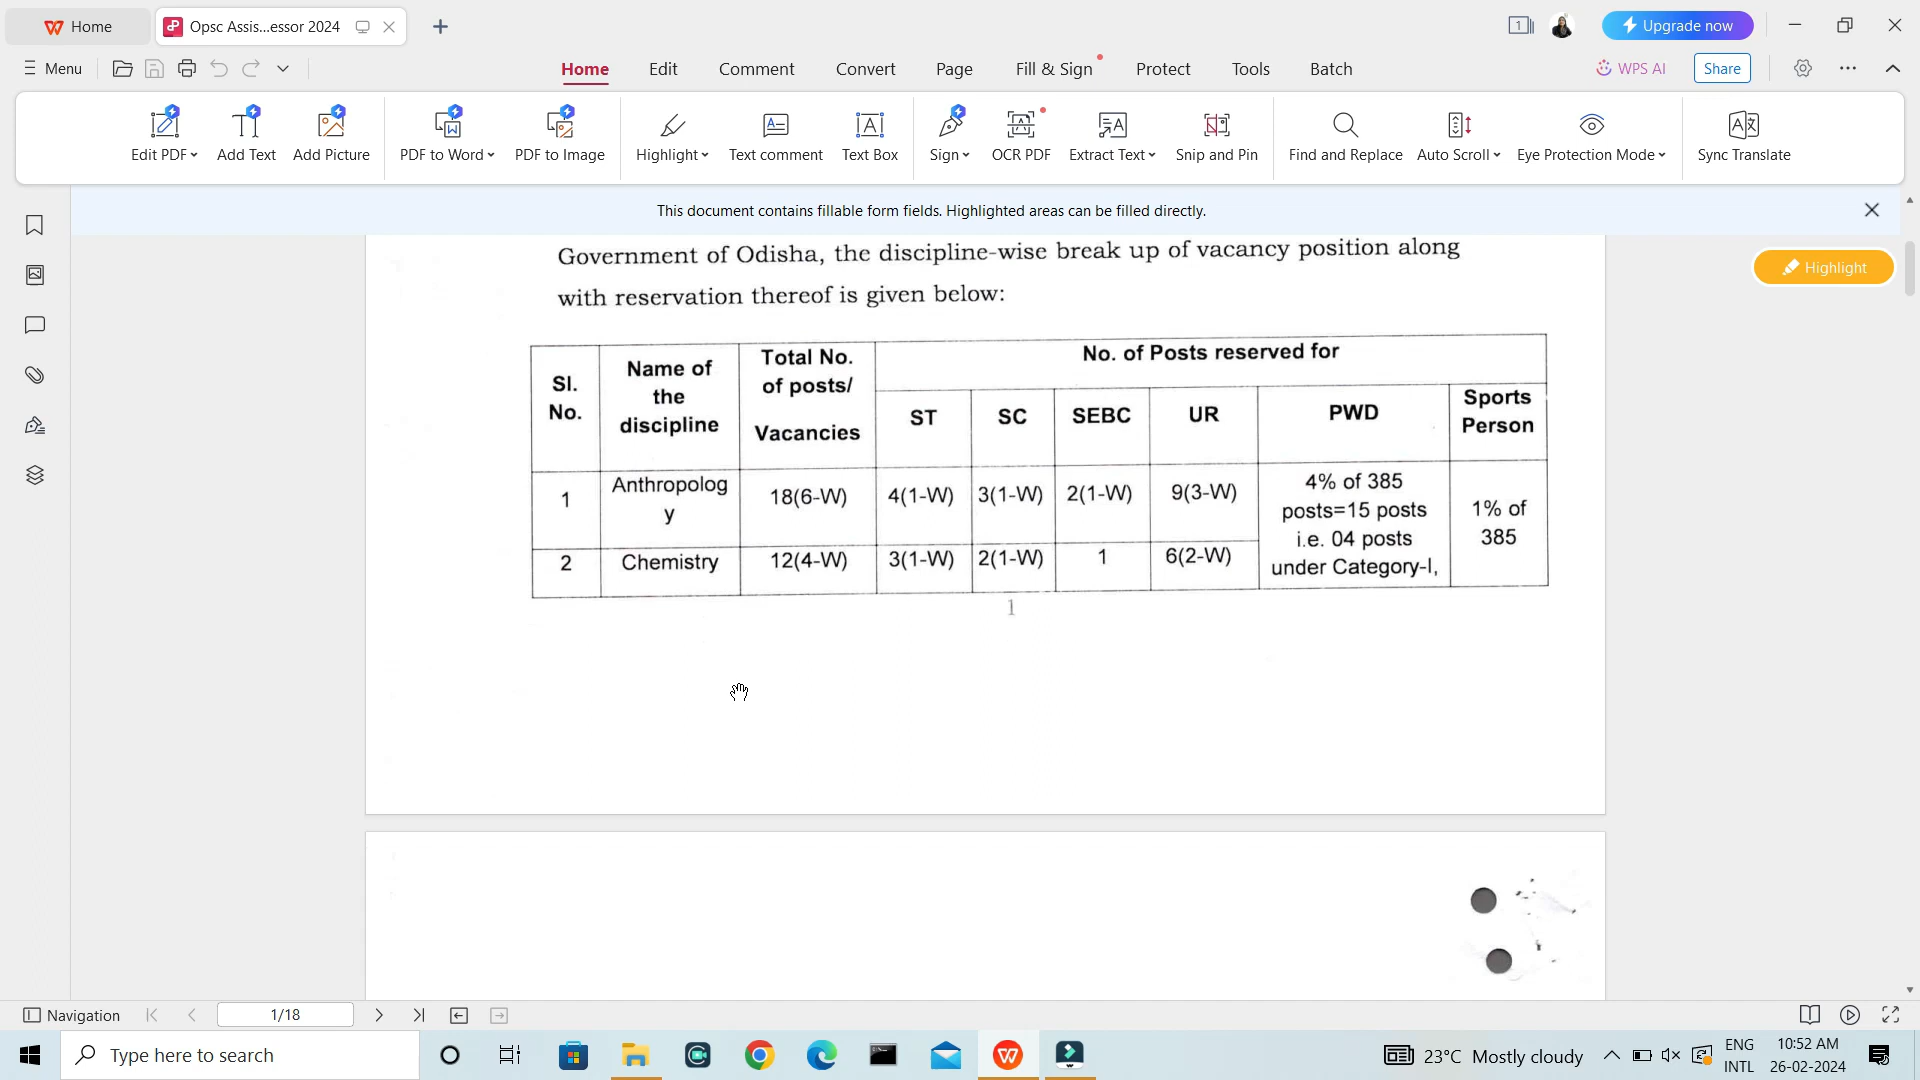 Home
Opsc Assis...essor 2024
1
Upgrade now
Menu
Home Edit Comment Convert Page Fill & Sign Protect Tools Batch
WPS AI
Share
Edit PDF Add Text Add Picture PDF to Word PDF to Image Highlight Text comment Text Box Sign OCR PDF Extract Text Snip and Pin Find and Replace Auto Scroll Eye Protection Mode Sync Translate
This document contains fillable form fields. Highlighted areas can be filled directly.
Highlight
Government of Odisha, the discipline-wise break up of vacancy position along
with reservation thereof is given below:
Sl.
No.
Name of
the
discipline
Total No.
of posts/
Vacancies
No. of Posts reserved for
ST SC SEBC UR PWD Sports
Person
1 Anthropolog
y
18(6-W) 4(1-W) 3(1-W) 2(1-W) 9(3-W)
4% of 385
posts=15 posts
i.e. 04 posts
under Category-I,
1% of
385
2 Chemistry 12(4-W) 3(1-W) 2(1-W) 1 6(2-W)
1
Navigation
1/18
Type here to search
23°C Mostly cloudy
ENG
INTL
10:52 AM
26-02-2024